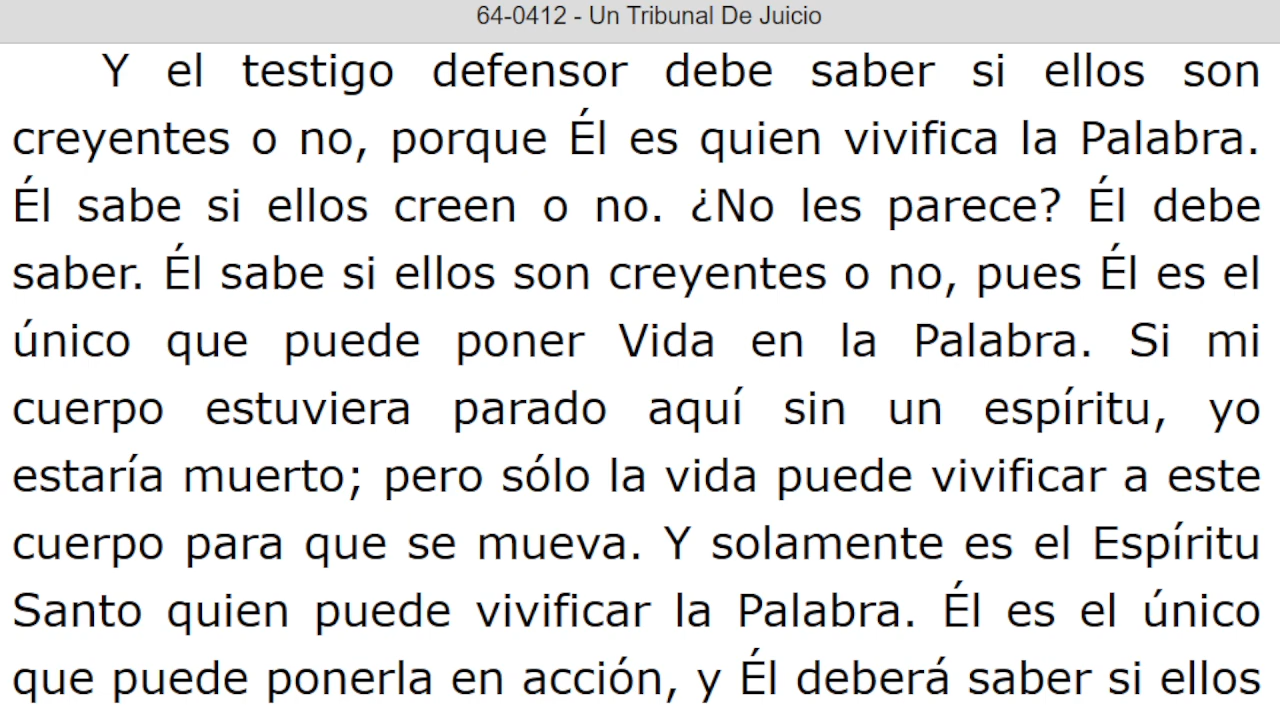 64-0412 - Un Tribunal De Juicio
Y el testigo defensor debe saber si ellos son
creyentes o no, porque Él es quien vivifica la Palabra.
Él sabe si ellos creen o no. ¿No les parece? Él debe
saber. Él sabe si ellos son creyentes o no, pues Él es el
único que puede poner Vida en la Palabra. Si mi
cuerpo estuviera parado aquí sin un espíritu, yo
estaría muerto; pero sólo la vida puede vivificar a este
cuerpo para que se mueva. Y solamente es el Espíritu
Santo quien puede vivificar la Palabra. Él es el único
que puede ponerla en acción, y Él deberá saber si ellos